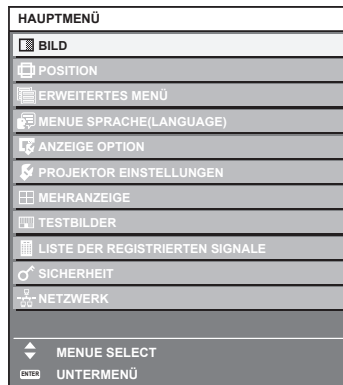 HAUPTMENÜ
BILD
POSITION
ERWEITERTES MENÜ
MENUE SPRACHE(LANGUAGE)
ANZEIGE OPTION
PROJEKTOR EINSTELLUNGEN
MEHRANZEIGE
TESTBILDER
LISTE DER REGISTRIERTEN SIGNALE
SICHERHEIT
NETZWERK
MENUE SELECT
ENTER UNTERMENÜ